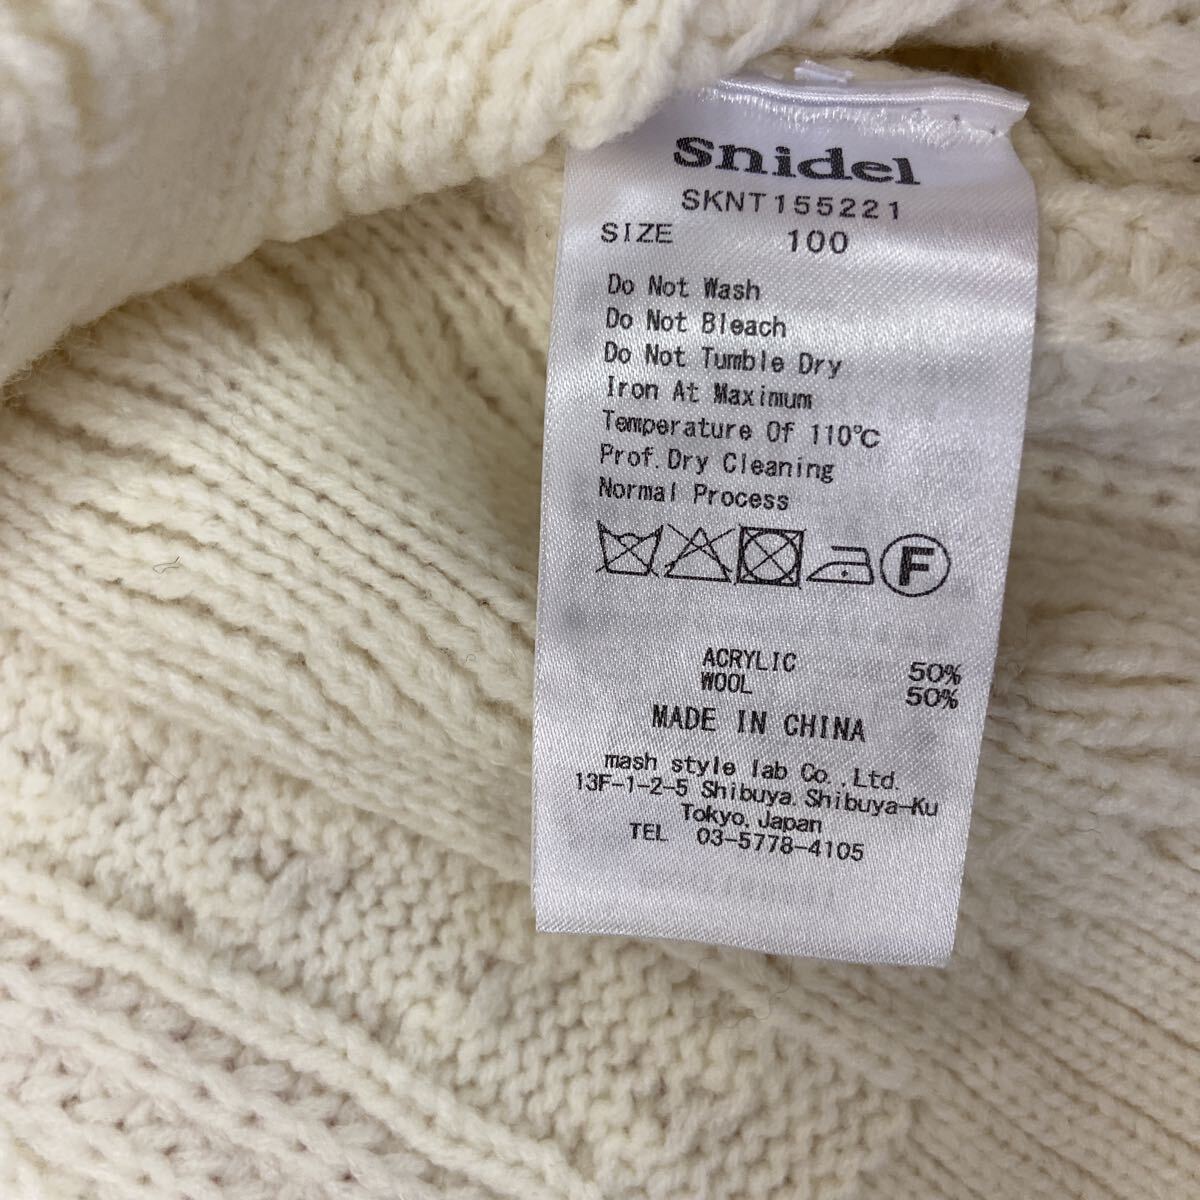 snidel
SKNT155221
SIZE 100
Do Not Wash
Do Not Bleach
Do Not Tumble Dry
Iron At Maximum
Temperature Of 110℃
Prof.Dry Cleaning
Normal Process
F
ACRYLIC 50%
WOOL 50%
MADE IN CHINA
mash style lab Co.,Ltd.
13F-1-2-5 Shibuya.Shibuya-Ku
Tokyo.Japan
TEL 03-5778-4105